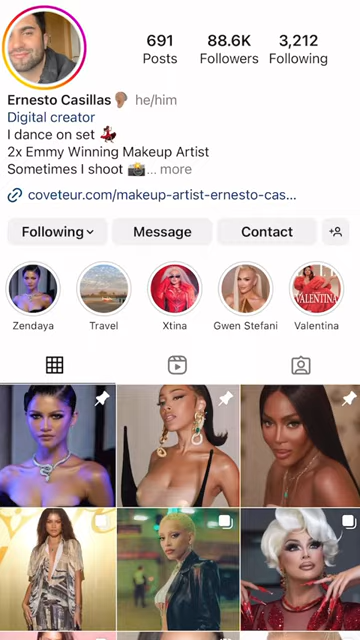 691 88.6K 3,212
Posts Followers Following
Ernesto Casillas he/him
Digital creator
I dance on set
2x Emmy Winning Makeup Artist
Sometimes I shoot ... more
coveteur.com/makeup-artist-ernesto-cas...
Following Message Contact
VALENTINA
Zendaya Travel Xtina Gwen Stefani Valentina